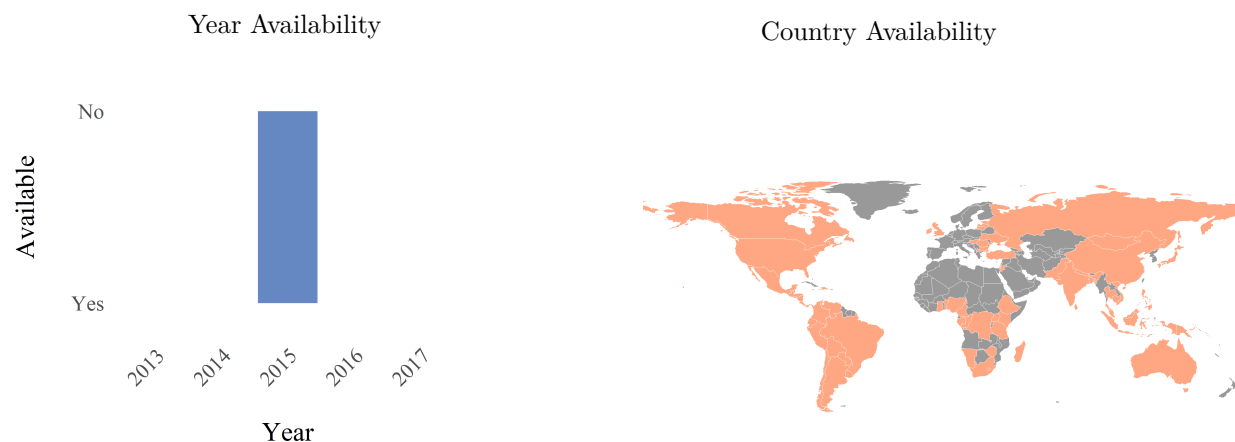 Year Availability
Country Availability
No
Available
Yes
2013
2014
2015
2016
2017
Year